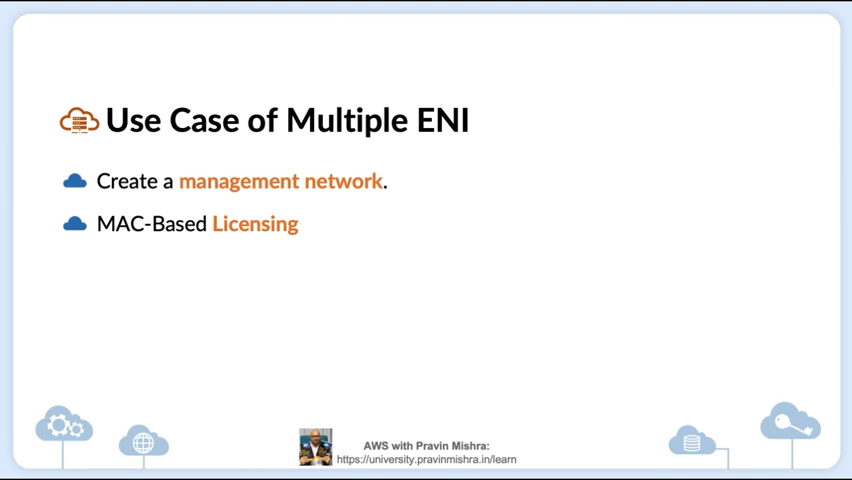 Use Case of Multiple ENI
Create a management network.
MAC-Based Licensing
AWS with Pravin Mishra:
https://university.pravinmishra.in/learn